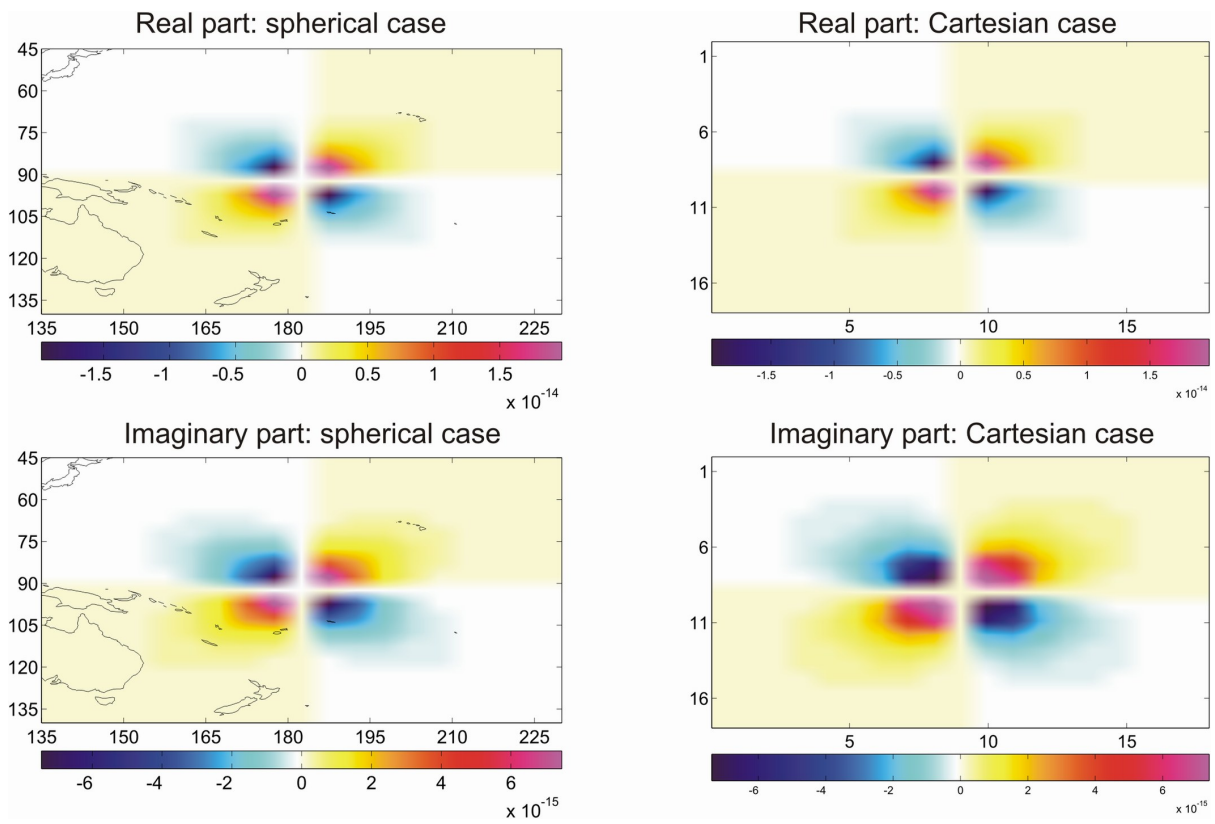 Real part: spherical case
45
60
75
90
105
120
135
135 150 165 180 195 210 225
-1.5 -1 -0.5 0 0.5 1 1.5
x 10-14
Real part: Cartesian case
1
6
11
16
5 10 15
-1.5 -1 -0.5 0 0.5 1 1.5
x 10-14
Imaginary part: spherical case
45
60
75
90
105
120
135
135 150 165 180 195 210 225
-6 -4 -2 0 2 4 6
x 10-15
Imaginary part: Cartesian case
1
6
11
16
5 10 15
-6 -4 -2 0 2 4 6
x 10-15